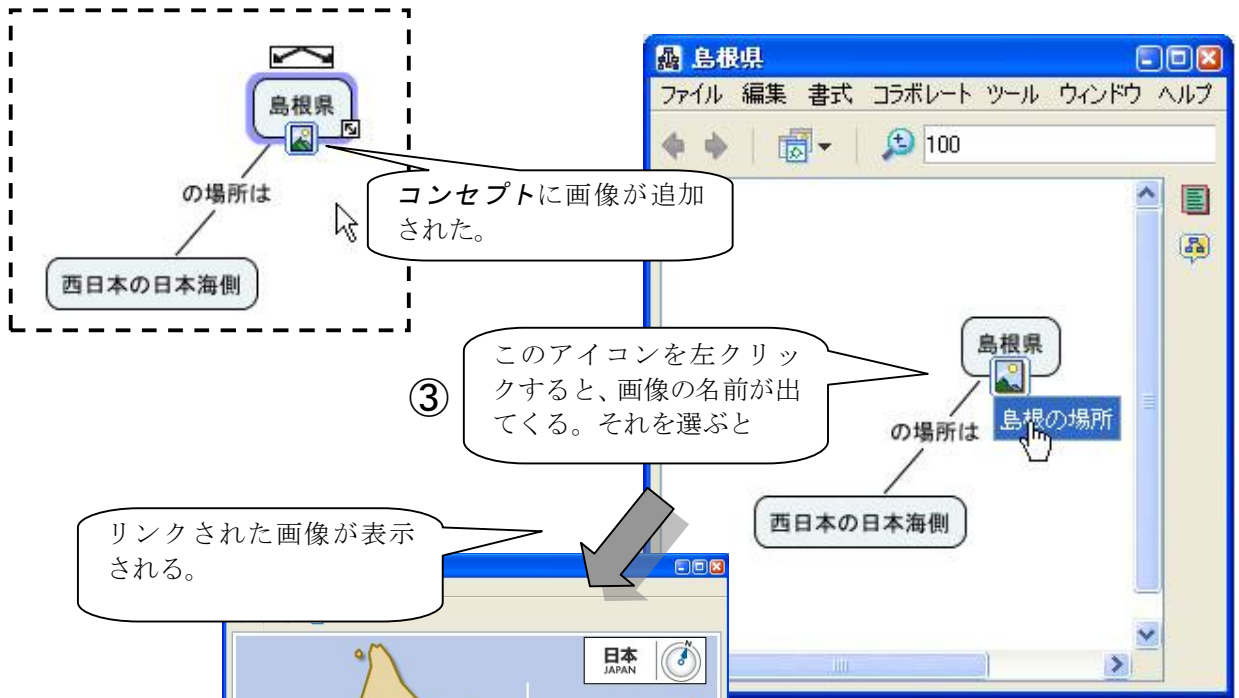 島根県
の場所は
西日本の日本海側
コンセプトに画像が追加
された。
島根県
ファイル 編集 書式 コラボレート ツール ウィンドウ ヘルプ
100
③
このアイコンを左クリッ
クすると、画像の名前が出
てくる。それを選ぶと
島根県
の場所は
島根の場所
西日本の日本海側
リンクされた画像が表示
される。
日本
JAPAN
N